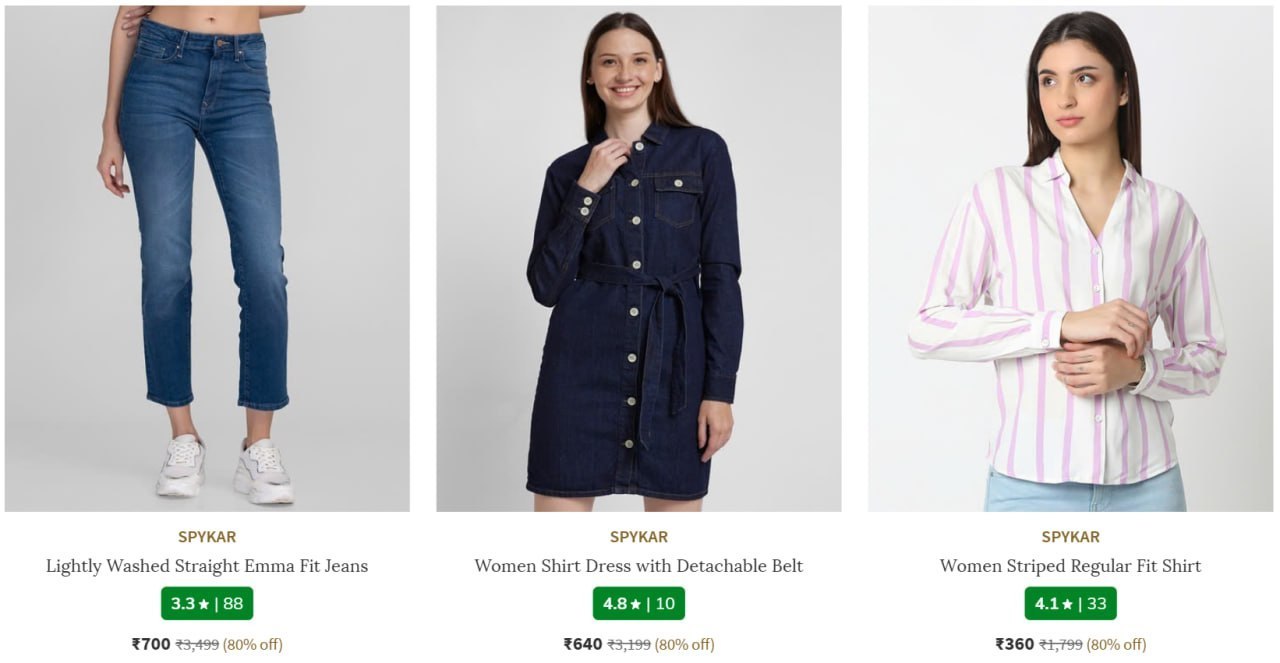 SPYKAR
Lightly Washed Straight Emma Fit Jeans
3.3 ★ | 88
₹700 ₹3,499 (80% off)
SPYKAR
Women Shirt Dress with Detachable Belt
4.8 ★ | 10
₹640 ₹3,199 (80% off)
SPYKAR
Women Striped Regular Fit Shirt
4.1 ★ | 33
₹360 ₹1,799 (80% off)